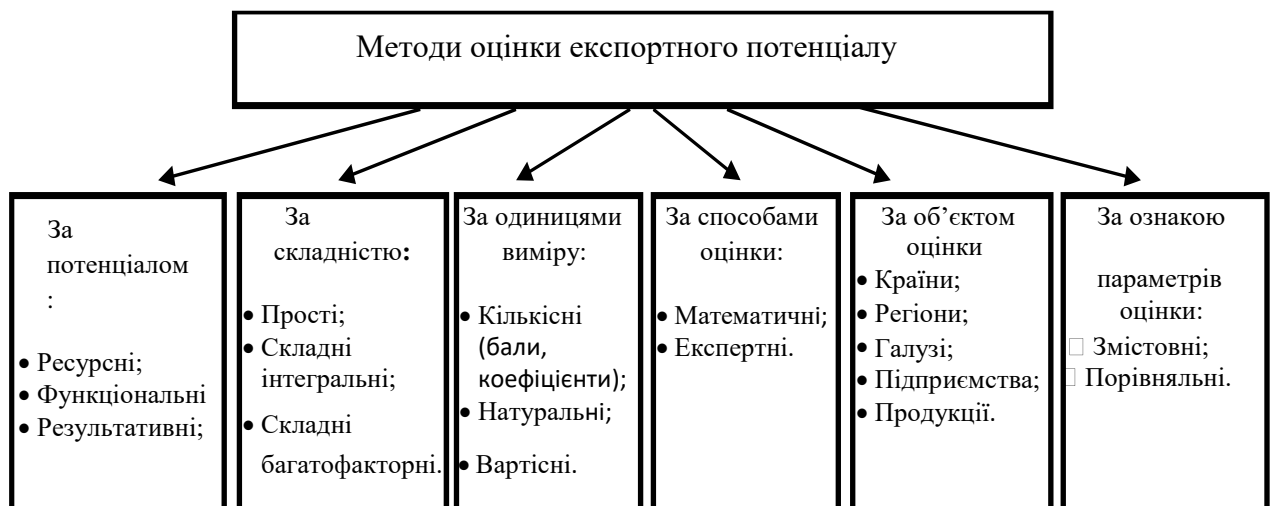 Методи оцінки експортного потенціалу
За
потенціалом
:
• Ресурсні;
• Функціональні
• Результативні;
За
складністю:
• Прості;
• Складні
інтегральні;
• Складні
багатофакторні.
За одиницями
виміру:
• Кількісні
(бали,
коефіцієнти);
• Натуральні;
• Вартісні.
За способами
оцінки:
• Математичні;
• Експертні.
За об’єктом
оцінки
• Країни;
• Регіони;
• Галузі;
• Підприємства;
• Продукції.
За ознакою
параметрів
оцінки:
Змістовні;
Порівняльні.